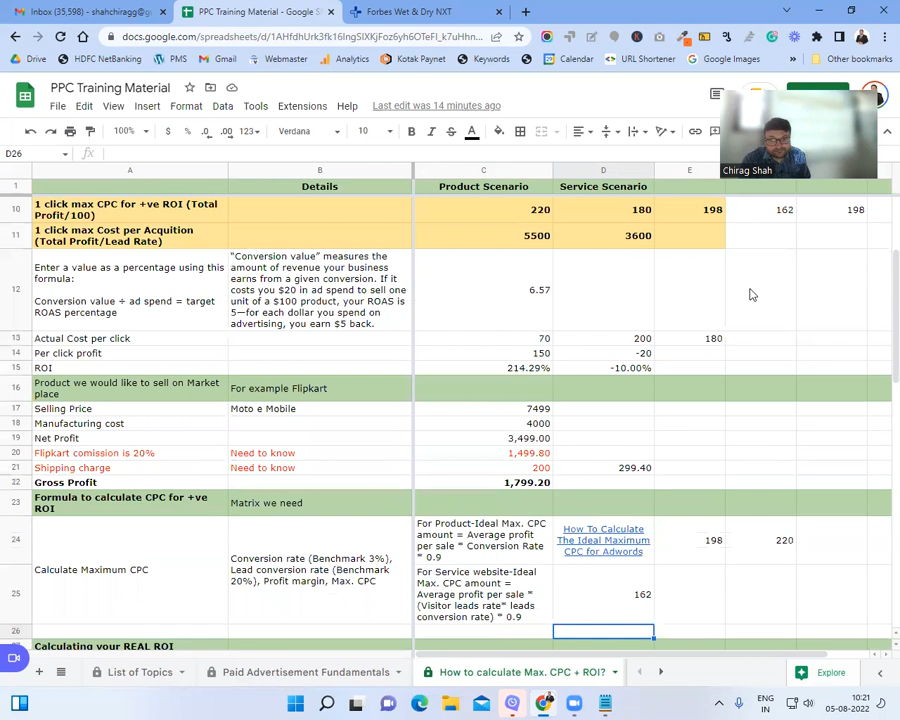 Inbox (35,598) - shahchiragg@g
PPC Training Material - Google S
Forbes Wet & Dry NXT
docs.google.com/spreadsheets/d/1AHfdhUrk3fk16IngSIXKjFoz6yh6OTeFI_k7uHhn...
Drive
HDFC NetBanking
PMS
Gmail
Webmaster
Analytics
Kotak Paynet
Keywords
Calendar
URL Shortener
Google Images
Other bookmarks
PPC Training Material
File Edit View Insert Format Data Tools Extensions Help Last edit was 14 minutes ago
100% $ % .0 .00 123 Verdana 10 B I S A
D26 fx
Chirag Shah
A B C D E
1 Details Product Scenario Service Scenario
10 1 click max CPC for +ve ROI (Total Profit/100) 220 180 198 162 198
11 1 click max Cost per Acquition (Total Profit/Lead Rate) 5500 3600
12 Enter a value as a percentage using this formula:
Conversion value ÷ ad spend = target ROAS percentage
"Conversion value" measures the amount of revenue your business earns from a given conversion. If it costs you $20 in ad spend to sell one unit of a $100 product, your ROAS is 5—for each dollar you spend on advertising, you earn $5 back.
6.57
13 Actual Cost per click 70 200 180
14 Per click profit 150 -20
15 ROI 214.29% -10.00%
16 Product we would like to sell on Market place For example Flipkart
17 Selling Price Moto e Mobile 7499
18 Manufacturing cost 4000
19 Net Profit 3,499.00
20 Flipkart comission is 20% Need to know 1,499.80
21 Shipping charge Need to know 200 299.40
22 Gross Profit 1,799.20
23 Formula to calculate CPC for +ve ROI Matrix we need
24 For Product-Ideal Max. CPC amount = Average profit per sale * Conversion Rate * 0.9
How To Calculate The Ideal Maximum CPC for Adwords
198 220
Calculate Maximum CPC
Conversion rate (Benchmark 3%), Lead conversion rate (Benchmark 20%), Profit margin, Max. CPC
25 For Service website-Ideal Max. CPC amount = Average profit per sale * (Visitor leads rate* leads conversion rate) * 0.9
162
26
Calculating your REAL ROI
List of Topics
Paid Advertisement Fundamentals
How to calculate Max. CPC + ROI?
Explore
ENG
IN
10:21
05-08-2022